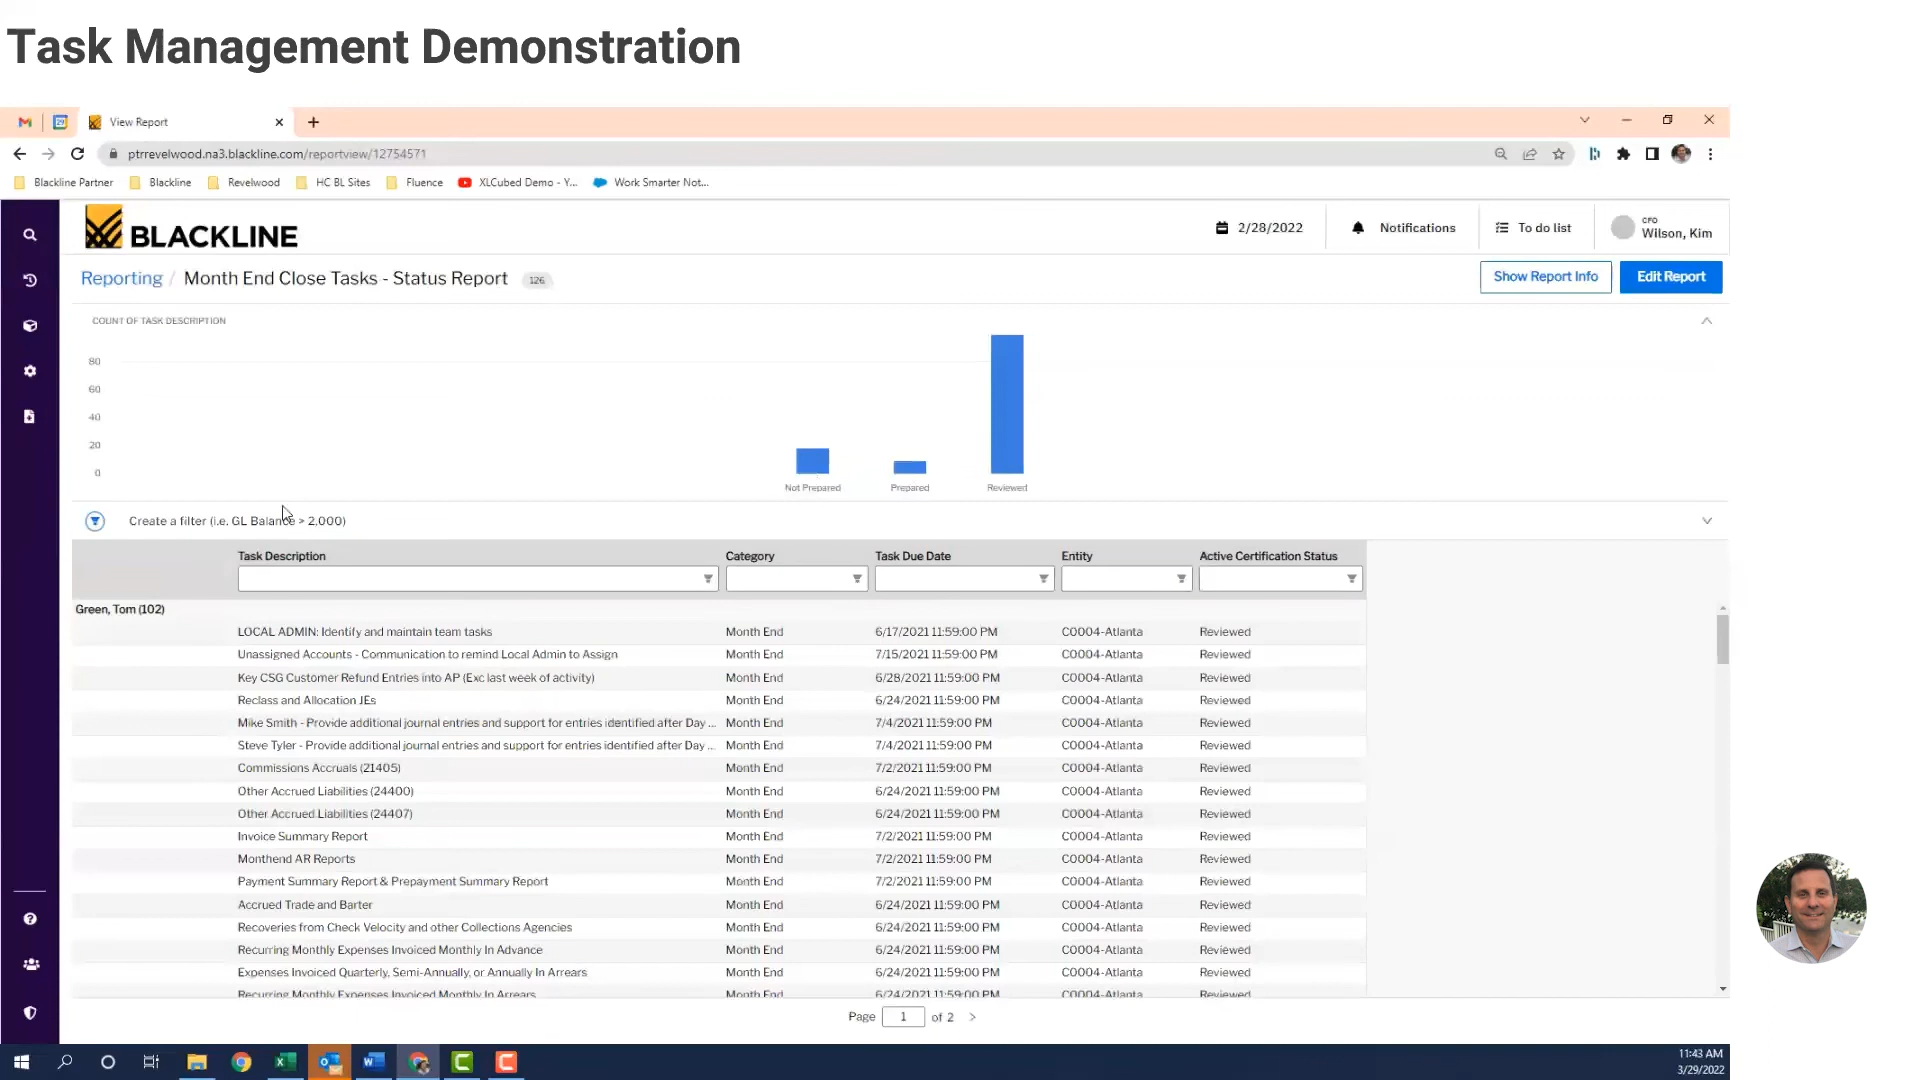 Task Management Demonstration
View Report
ptrrevelwood.na3.blackline.com/reportview/12754571
Blackline Partner Blackline Revelwood HC BL Sites Fluence XLCubed Demo - Y... Work Smarter Not...
BLACKLINE
2/28/2022 Notifications To do list CFO Wilson, Kim
Reporting / Month End Close Tasks - Status Report 126 Show Report Info Edit Report
COUNT OF TASK DESCRIPTION
80
60
40
20
0
Not Prepared Prepared Reviewed
Create a filter (i.e. GL Balance > 2,000)
Task Description Category Task Due Date Entity Active Certification Status
Green, Tom (102)
LOCAL ADMIN: Identify and maintain team tasks Month End 6/17/2021 11:59:00 PM C0004-Atlanta Reviewed
Unassigned Accounts - Communication to remind Local Admin to Assign Month End 7/15/2021 11:59:00 PM C0004-Atlanta Reviewed
Key CSG Customer Refund Entries into AP (Exc last week of activity) Month End 6/28/2021 11:59:00 PM C0004-Atlanta Reviewed
Reclass and Allocation JEs Month End 6/24/2021 11:59:00 PM C0004-Atlanta Reviewed
Mike Smith - Provide additional journal entries and support for entries identified after Day ... Month End 7/4/2021 11:59:00 PM C0004-Atlanta Reviewed
Steve Tyler - Provide additional journal entries and support for entries identified after Day ... Month End 7/4/2021 11:59:00 PM C0004-Atlanta Reviewed
Commissions Accruals (21405) Month End 7/2/2021 11:59:00 PM C0004-Atlanta Reviewed
Other Accrued Liabilities (24400) Month End 6/24/2021 11:59:00 PM C0004-Atlanta Reviewed
Other Accrued Liabilities (24407) Month End 6/24/2021 11:59:00 PM C0004-Atlanta Reviewed
Invoice Summary Report Month End 7/2/2021 11:59:00 PM C0004-Atlanta Reviewed
Monthend AR Reports Month End 7/2/2021 11:59:00 PM C0004-Atlanta Reviewed
Payment Summary Report & Prepayment Summary Report Month End 7/2/2021 11:59:00 PM C0004-Atlanta Reviewed
Accrued Trade and Barter Month End 6/24/2021 11:59:00 PM C0004-Atlanta Reviewed
Recoveries from Check Velocity and other Collections Agencies Month End 6/24/2021 11:59:00 PM C0004-Atlanta Reviewed
Recurring Monthly Expenses Invoiced Monthly In Advance Month End 6/24/2021 11:59:00 PM C0004-Atlanta Reviewed
Expenses Invoiced Quarterly, Semi-Annually, or Annually In Arrears Month End 6/24/2021 11:59:00 PM C0004-Atlanta Reviewed
Recurring Monthly Expenses Invoiced Monthly In Arrears Month End 6/24/2021 11:59:00 PM C0004-Atlanta Reviewed
Page 1 of 2 >
11:43 AM
3/29/2022